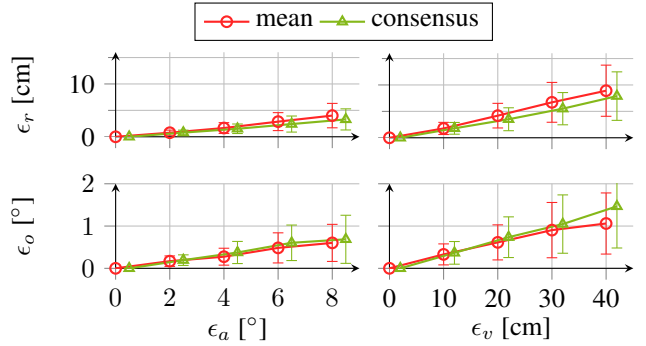 mean consensus
10
0
ϵr [cm]
2
1
0
ϵo [°]
0 2 4 6 8
0 10 20 30 40
ϵa [°]
ϵv [cm]